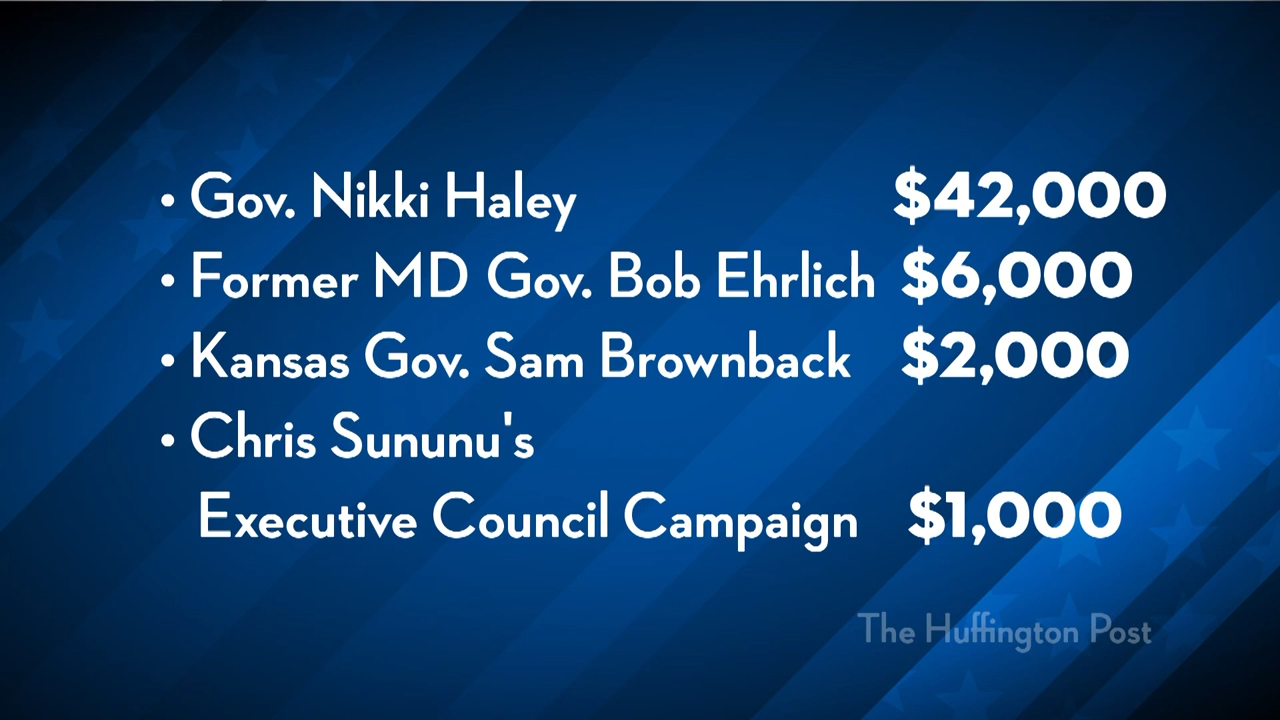 • Gov. Nikki Haley $42,000
• Former MD Gov. Bob Ehrlich $6,000
• Kansas Gov. Sam Brownback $2,000
• Chris Sununu's
Executive Council Campaign $1,000
The Huffington Post